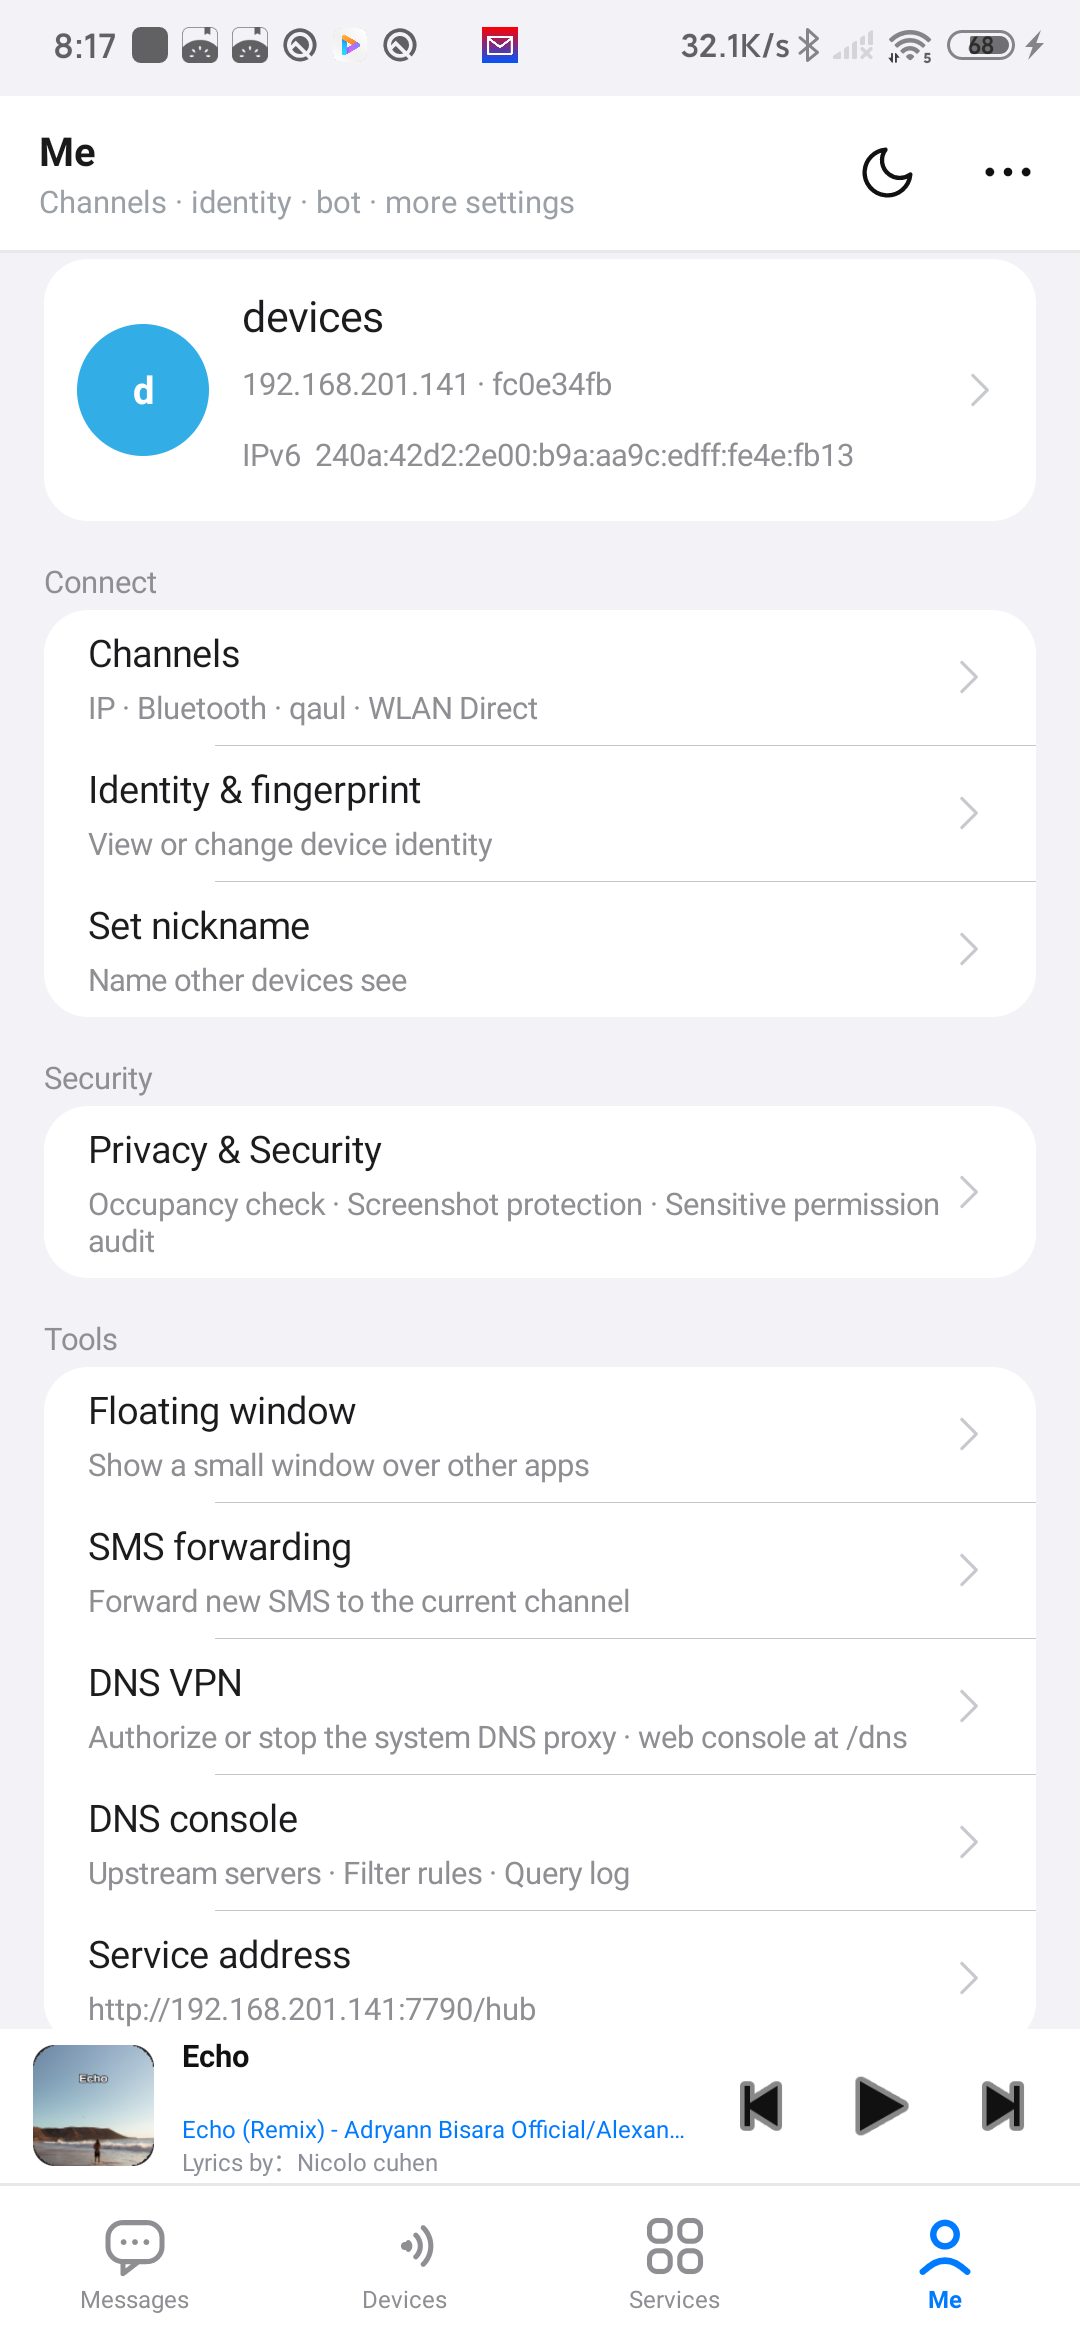 8:17
32.1K/s
5
68
Me
Channels · identity · bot · more settings
d
devices
192.168.201.141 · fc0e34fb
IPv6 240a:42d2:2e00:b9a:aa9c:edff:fe4e:fb13
Connect
Channels
IP · Bluetooth · qaul · WLAN Direct
Identity & fingerprint
View or change device identity
Set nickname
Name other devices see
Security
Privacy & Security
Occupancy check · Screenshot protection · Sensitive permission
audit
Tools
Floating window
Show a small window over other apps
SMS forwarding
Forward new SMS to the current channel
DNS VPN
Authorize or stop the system DNS proxy · web console at /dns
DNS console
Upstream servers · Filter rules · Query log
Service address
http://192.168.201.141:7790/hub
Echo
Echo
Echo (Remix) - Adryann Bisara Official/Alexan...
Lyrics by：Nicolo cuhen
Messages
Devices
Services
Me